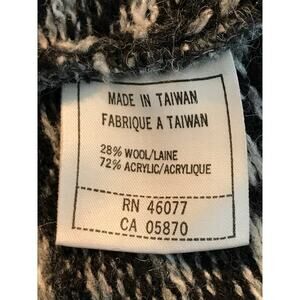 MADE IN TAIWAN
FABRIQUE A TAIWAN
28% WOOL/LAINE
72% ACRYLIC/ACRYLIQUE
RN 46077
CA 05870